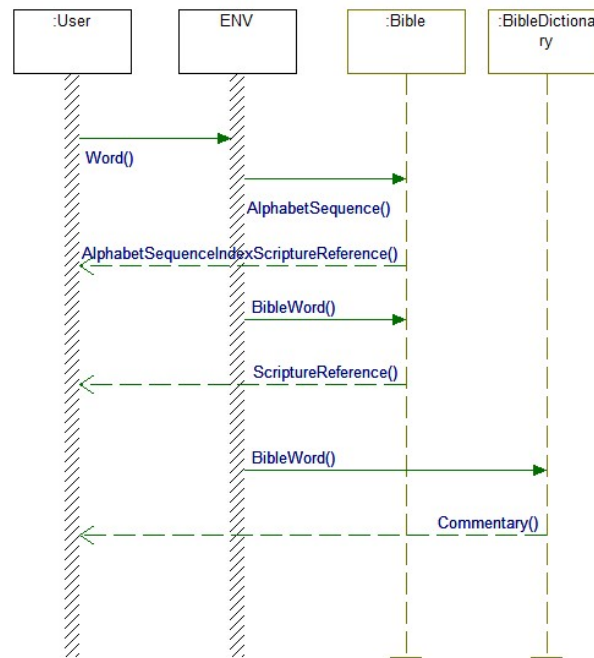 :User
ENV
:Bible
:BibleDictiona
ry
Word()
AlphabetSequence()
AlphabetSequenceIndexScriptureReference()
BibleWord()
ScriptureReference()
BibleWord()
Commentary()